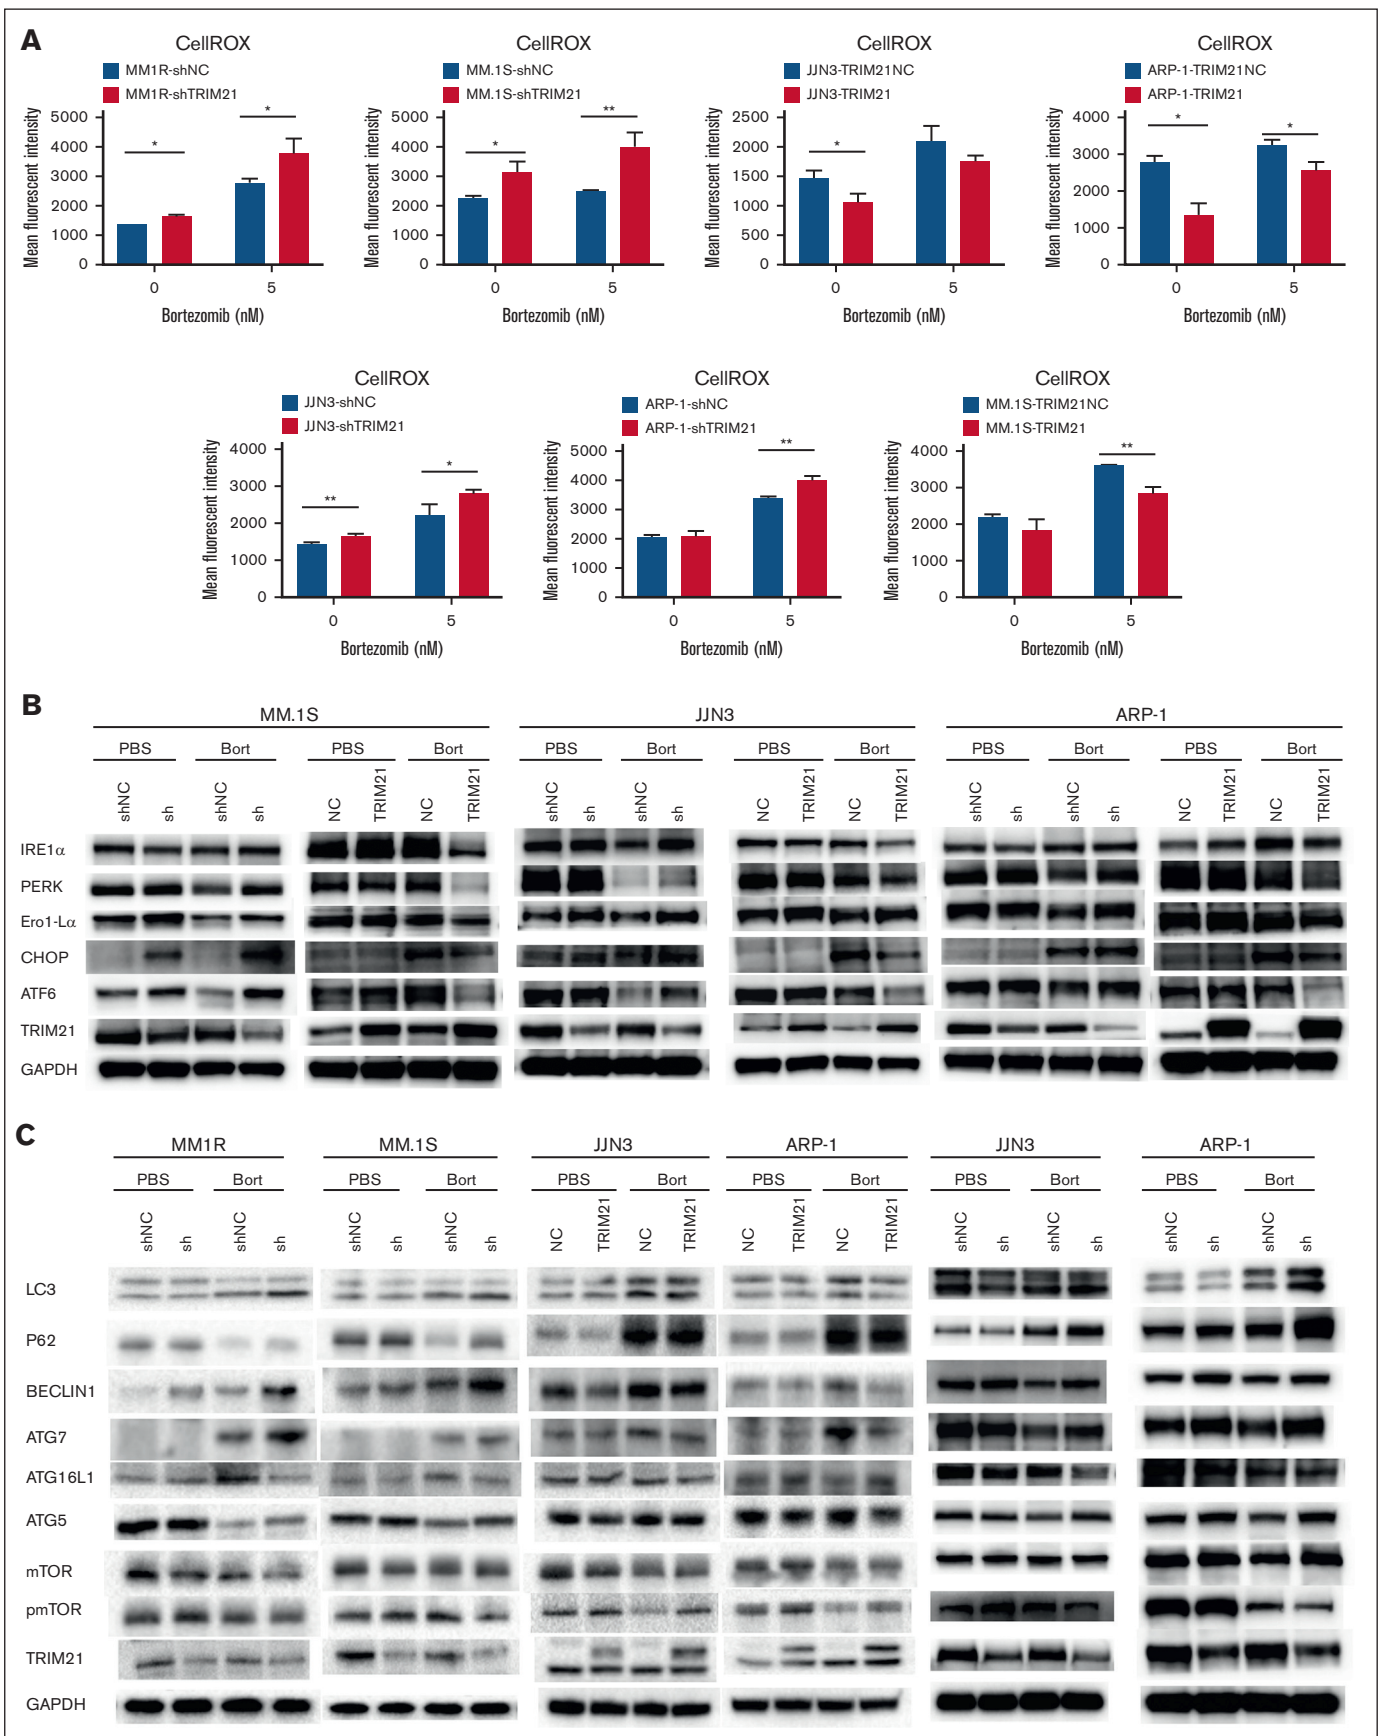 A
CellROX
MM1R-shNC
MM1R-shTRIM21
Mean fluorescent intensity
5000
4000
3000
2000
1000
0
*
*
0
5
Bortezomib (nM)
CellROX
MM.1S-shNC
MM.1S-shTRIM21
Mean fluorescent intensity
5000
4000
3000
2000
1000
0
*
**
0
5
Bortezomib (nM)
CellROX
JJN3-TRIM21NC
JJN3-TRIM21
Mean fluorescent intensity
2500
2000
1500
1000
500
0
*
0
5
Bortezomib (nM)
CellROX
ARP-1-TRIM21NC
ARP-1-TRIM21
Mean fluorescent intensity
4000
3000
2000
1000
0
*
*
0
5
Bortezomib (nM)
CellROX
JJN3-shNC
JJN3-shTRIM21
Mean fluorescent intensity
4000
3000
2000
1000
0
**
*
0
5
Bortezomib (nM)
CellROX
ARP-1-shNC
ARP-1-shTRIM21
Mean fluorescent intensity
5000
4000
3000
2000
1000
0
**
0
5
Bortezomib (nM)
CellROX
MM.1S-TRIM21NC
MM.1S-TRIM21
Mean fluorescent intensity
4000
3000
2000
1000
0
**
0
5
Bortezomib (nM)
B
MM.1S JJN3 ARP-1
PBS Bort PBS Bort PBS Bort PBS Bort PBS Bort PBS Bort
shNC sh shNC sh NC TRIM21 NC TRIM21 shNC sh shNC sh NC TRIM21 NC TRIM21 shNC sh shNC sh NC TRIM21 NC TRIM21
IRE1α
PERK
Ero1-Lα
CHOP
ATF6
TRIM21
GAPDH
C
MM1R MM.1S JJN3 ARP-1 JJN3 ARP-1
PBS Bort PBS Bort PBS Bort PBS Bort PBS Bort PBS Bort
shNC sh shNC sh shNC sh shNC sh NC TRIM21 NC TRIM21 NC TRIM21 NC TRIM21 shNC sh shNC sh shNC sh shNC sh
LC3
P62
BECLIN1
ATG7
ATG16L1
ATG5
mTOR
pmTOR
TRIM21
GAPDH